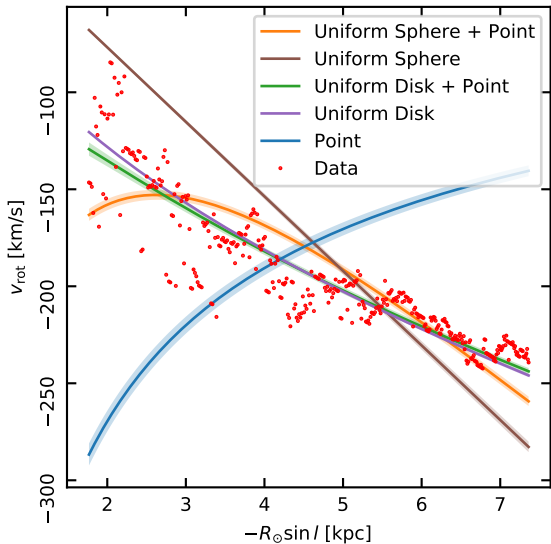 Uniform Sphere + Point
Uniform Sphere
Uniform Disk + Point
Uniform Disk
Point
Data
−100
−150
−200
−250
−300
v_rot [km/s]
2 3 4 5 6 7
−R_⊙ sin l [kpc]